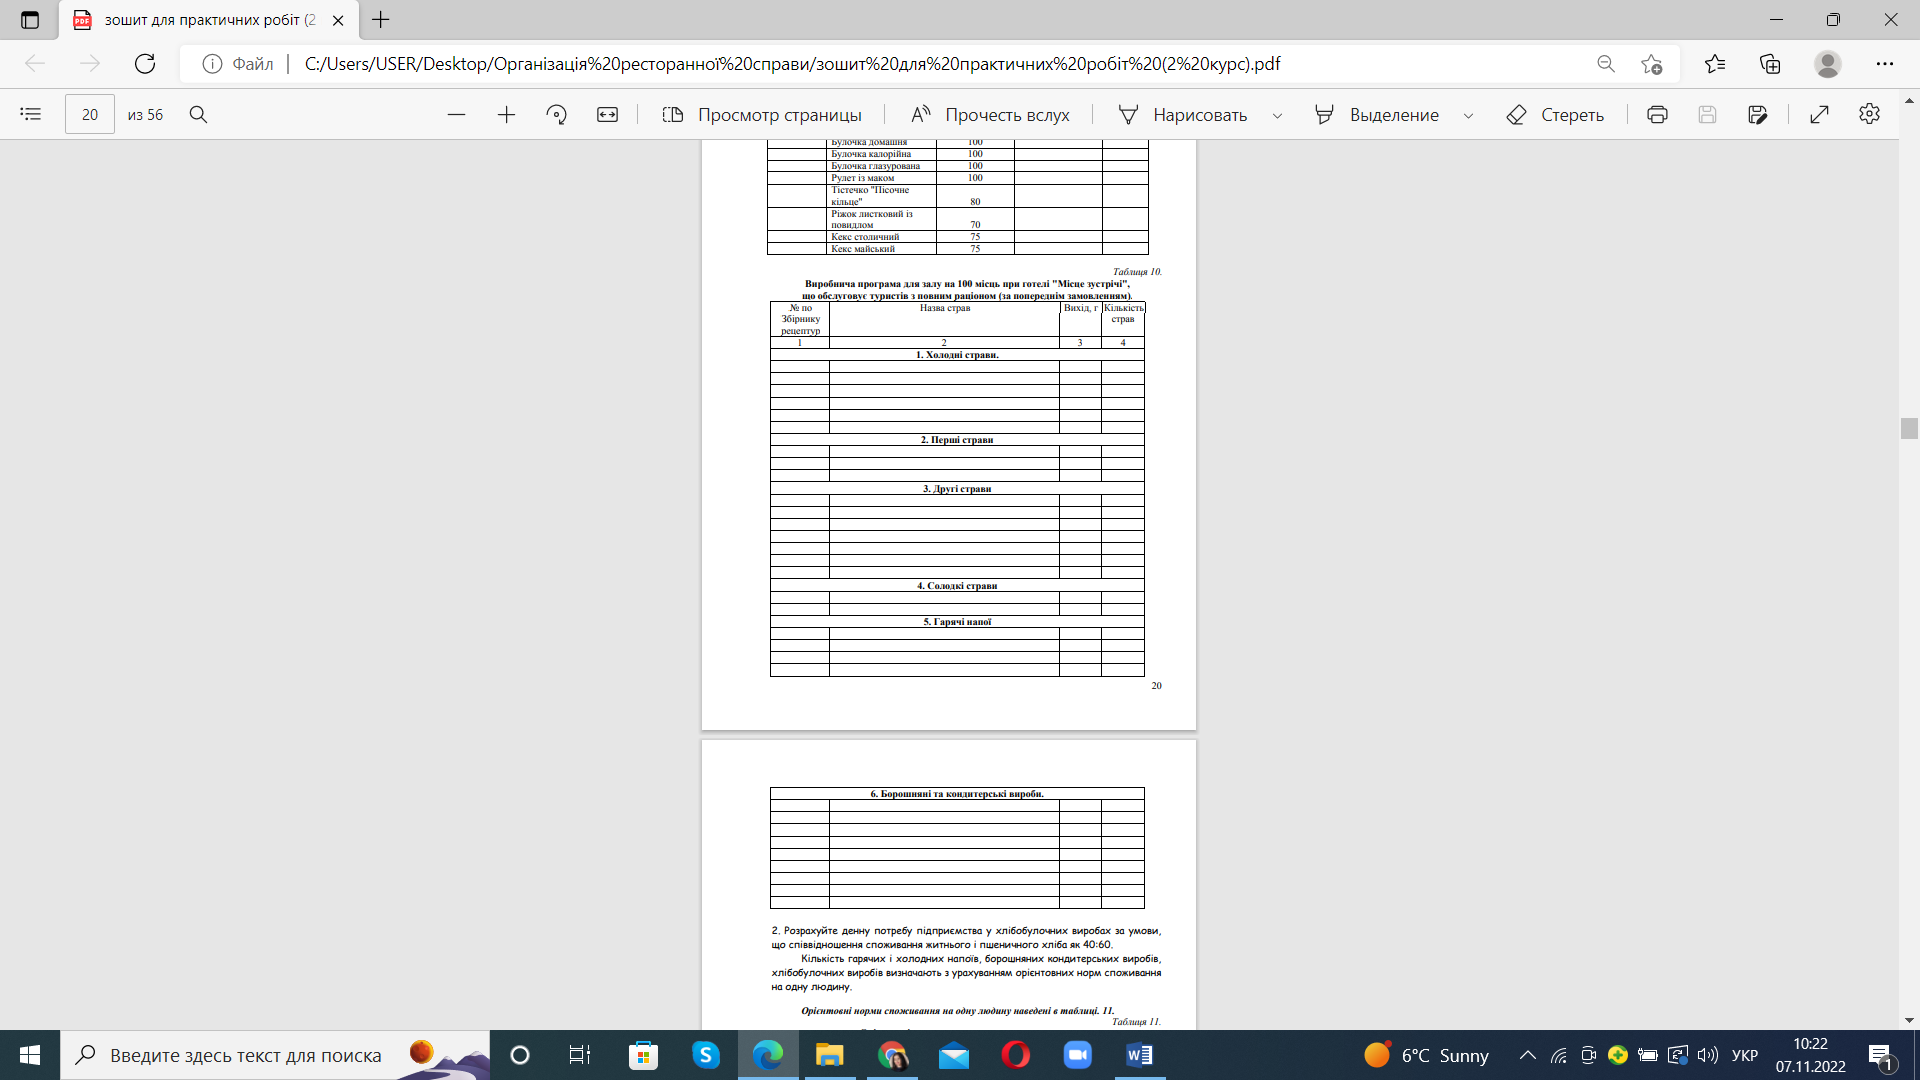 зошит для практичних робіт (2
Файл
C:/Users/USER/Desktop/Організація%20ресторанної%20справи/зошит%20для%20практичних%20робіт%20(2%20курс).pdf
20 из 56
Просмотр страницы
Прочесть вслух
Нарисовать
Выделение
Стереть
Булочка домашня 100
Булочка калорійна 100
Булочка глазурована 100
Рулет із маком 100
Тістечко "Пісочне
кільце" 80
Ріжок листковий із
повидлом 70
Кекс столичний 75
Кекс майський 75
Таблиця 10.
Виробнича програма для залу на 100 місць при готелі "Місце зустрічі",
що обслуговує туристів з повним раціоном (за попереднім замовленням).
№ по Назва страв Вихід, г Кількість
Збірнику страв
рецептур
1 2 3 4
1. Холодні страви.
2. Перші страви
3. Другі страви
4. Солодкі страви
5. Гарячі напої
20
6. Борошняні та кондитерські вироби.
2. Розрахуйте денну потребу підприємства у хлібобулочних виробах за умови,
що співвідношення споживання житнього і пшеничного хліба як 40:60.
Кількість гарячих і холодних напоїв, борошняних кондитерських виробів,
хлібобулочних виробів визначають з урахуванням орієнтовних норм споживання
на одну людину.
Орієнтовні норми споживання на одну людину наведені в таблиці. 11.
Таблиця 11.
Введите здесь текст для поиска
6°C Sunny
УКР
10:22
07.11.2022
1